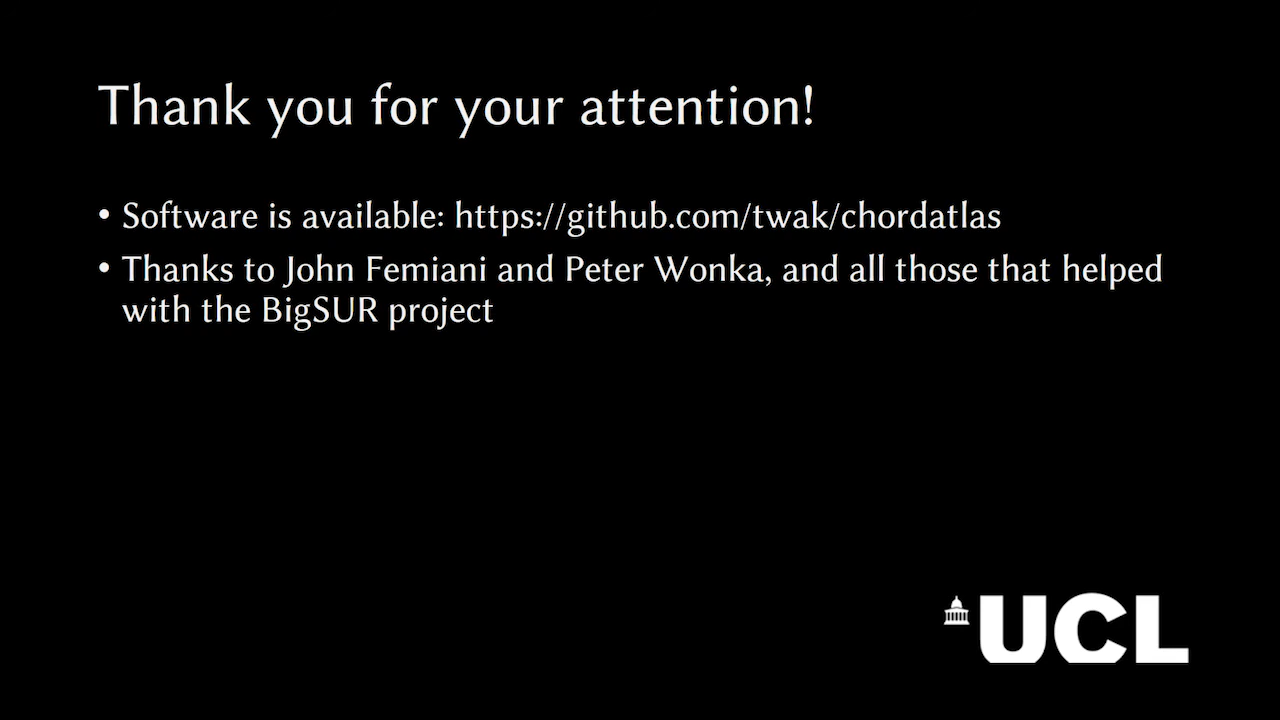 Thank you for your attention!
• Software is available: https://github.com/twak/chordatlas
• Thanks to John Femiani and Peter Wonka, and all those that helped
with the BigSUR project
UCL